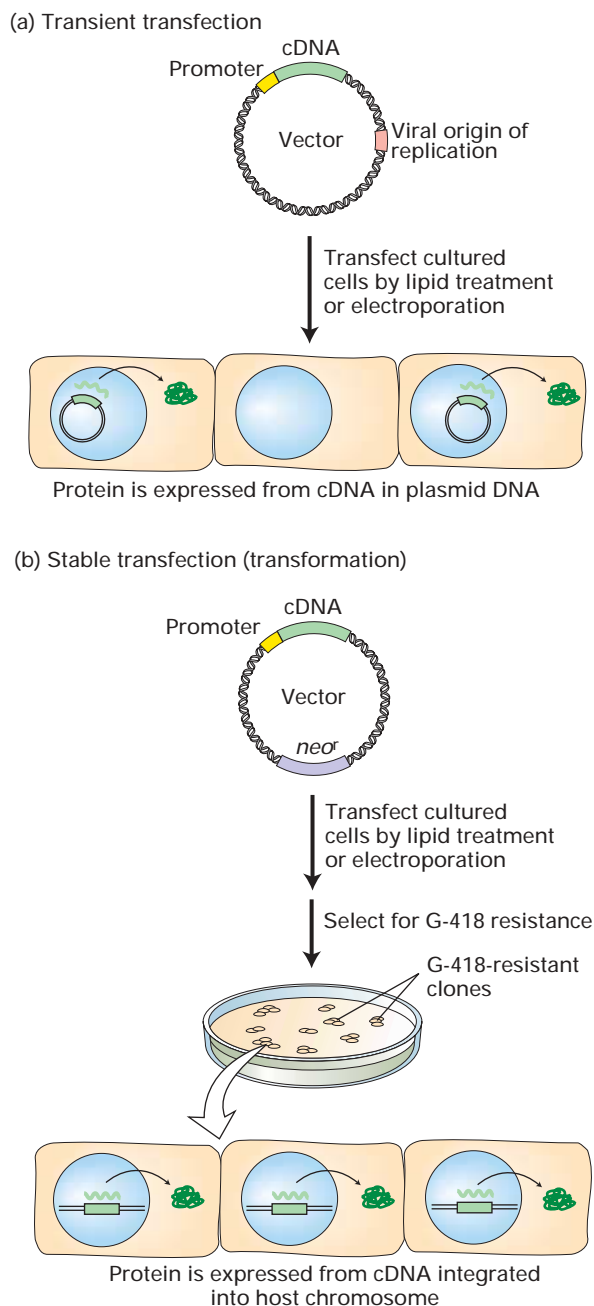 (a) Transient transfection
cDNA
Promoter
Vector
Viral origin of
replication
Transfect cultured
cells by lipid treatment
or electroporation
Protein is expressed from cDNA in plasmid DNA
(b) Stable transfection (transformation)
cDNA
Promoter
Vector
neoʳ
Transfect cultured
cells by lipid treatment
or electroporation
Select for G-418 resistance
G-418-resistant
clones
Protein is expressed from cDNA integrated
into host chromosome